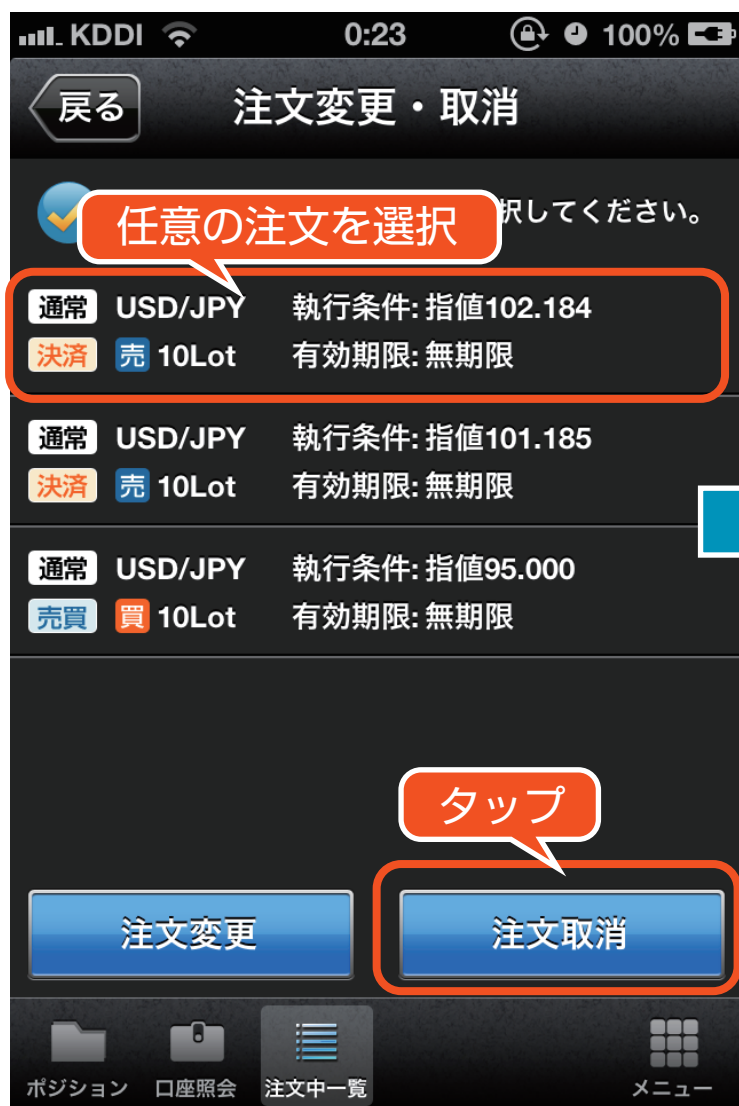 KDDI 0:23 100%
戻る 注文変更・取消
択してください。
任意の注文を選択
通常 USD/JPY 執行条件: 指値102.184
決済 売 10Lot 有効期限: 無期限
通常 USD/JPY 執行条件: 指値101.185
決済 売 10Lot 有効期限: 無期限
通常 USD/JPY 執行条件: 指値95.000
売買 買 10Lot 有効期限: 無期限
タップ
注文変更 注文取消
ポジション 口座照会 注文中一覧 メニュー